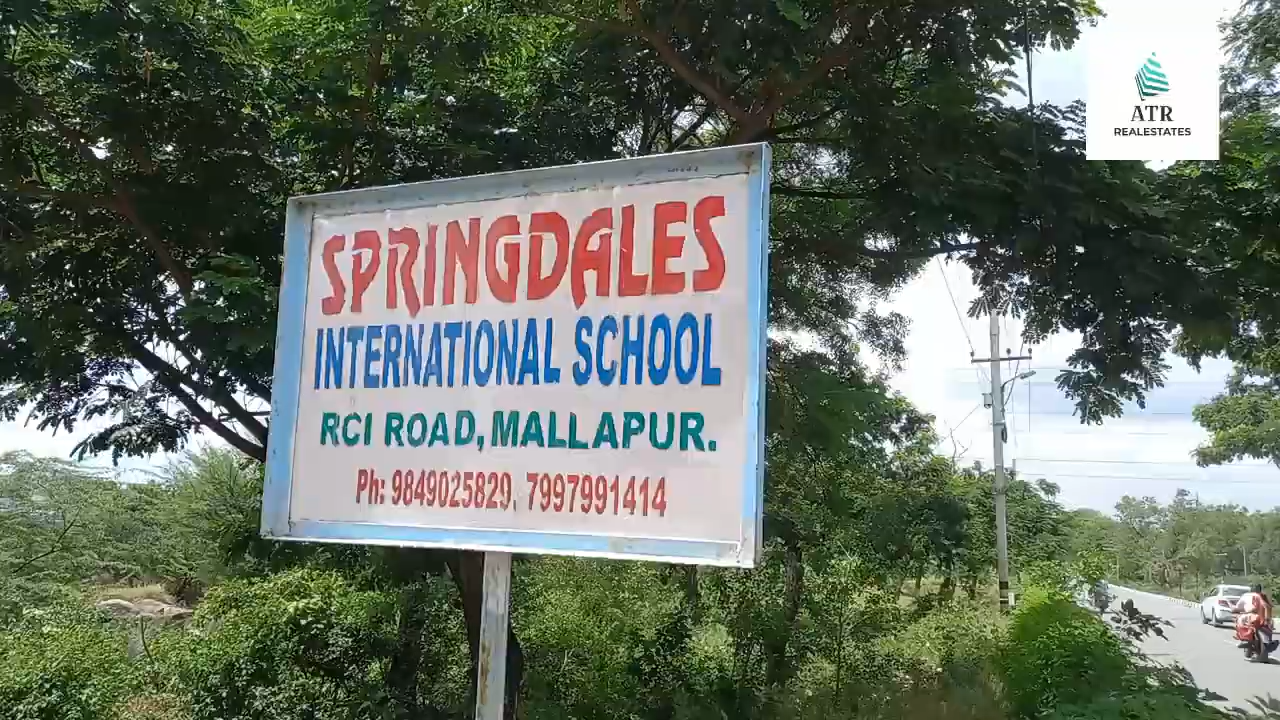 ATR
REALESTATES
SPRINGDALES
INTERNATIONAL SCHOOL
RCI ROAD, MALLAPUR.
Ph: 9849025829, 7997991414